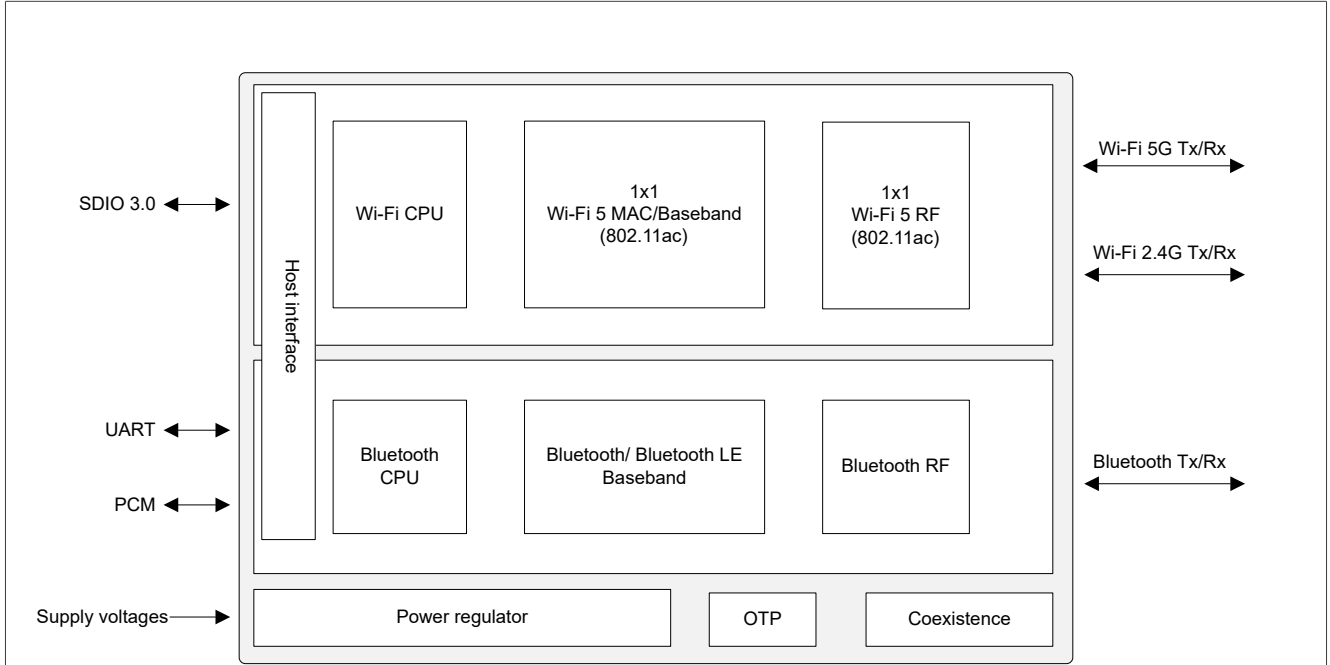 SDIO 3.0
UART
PCM
Supply voltages
Host interface
Wi-Fi CPU
1x1
Wi-Fi 5 MAC/Baseband
(802.11ac)
1x1
Wi-Fi 5 RF
(802.11ac)
Bluetooth
CPU
Bluetooth/ Bluetooth LE
Baseband
Bluetooth RF
Power regulator
OTP
Coexistence
Wi-Fi 5G Tx/Rx
Wi-Fi 2.4G Tx/Rx
Bluetooth Tx/Rx